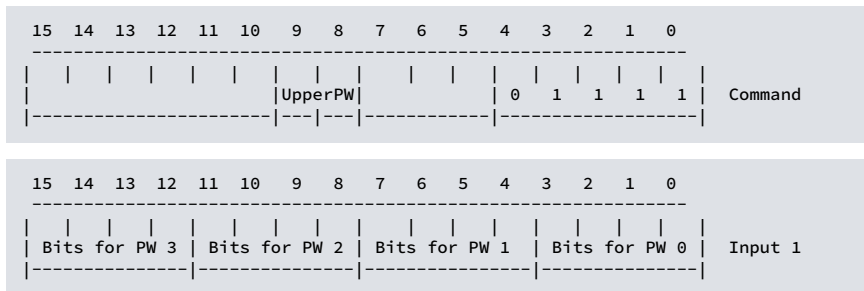 15 14 13 12 11 10 9 8 7 6 5 4 3 2 1 0
-----------------------------------------------------------------
| | | | | | | | | | | | | | | | |
| |UpperPW| | 0 1 1 1 1 | Command
|-----------------------|---|---|------------|-------------------|
15 14 13 12 11 10 9 8 7 6 5 4 3 2 1 0
-----------------------------------------------------------------
| | | | | | | | | | | | | | | | |
| Bits for PW 3 | Bits for PW 2 | Bits for PW 1 | Bits for PW 0 | Input 1
|---------------|---------------|----------------|---------------|